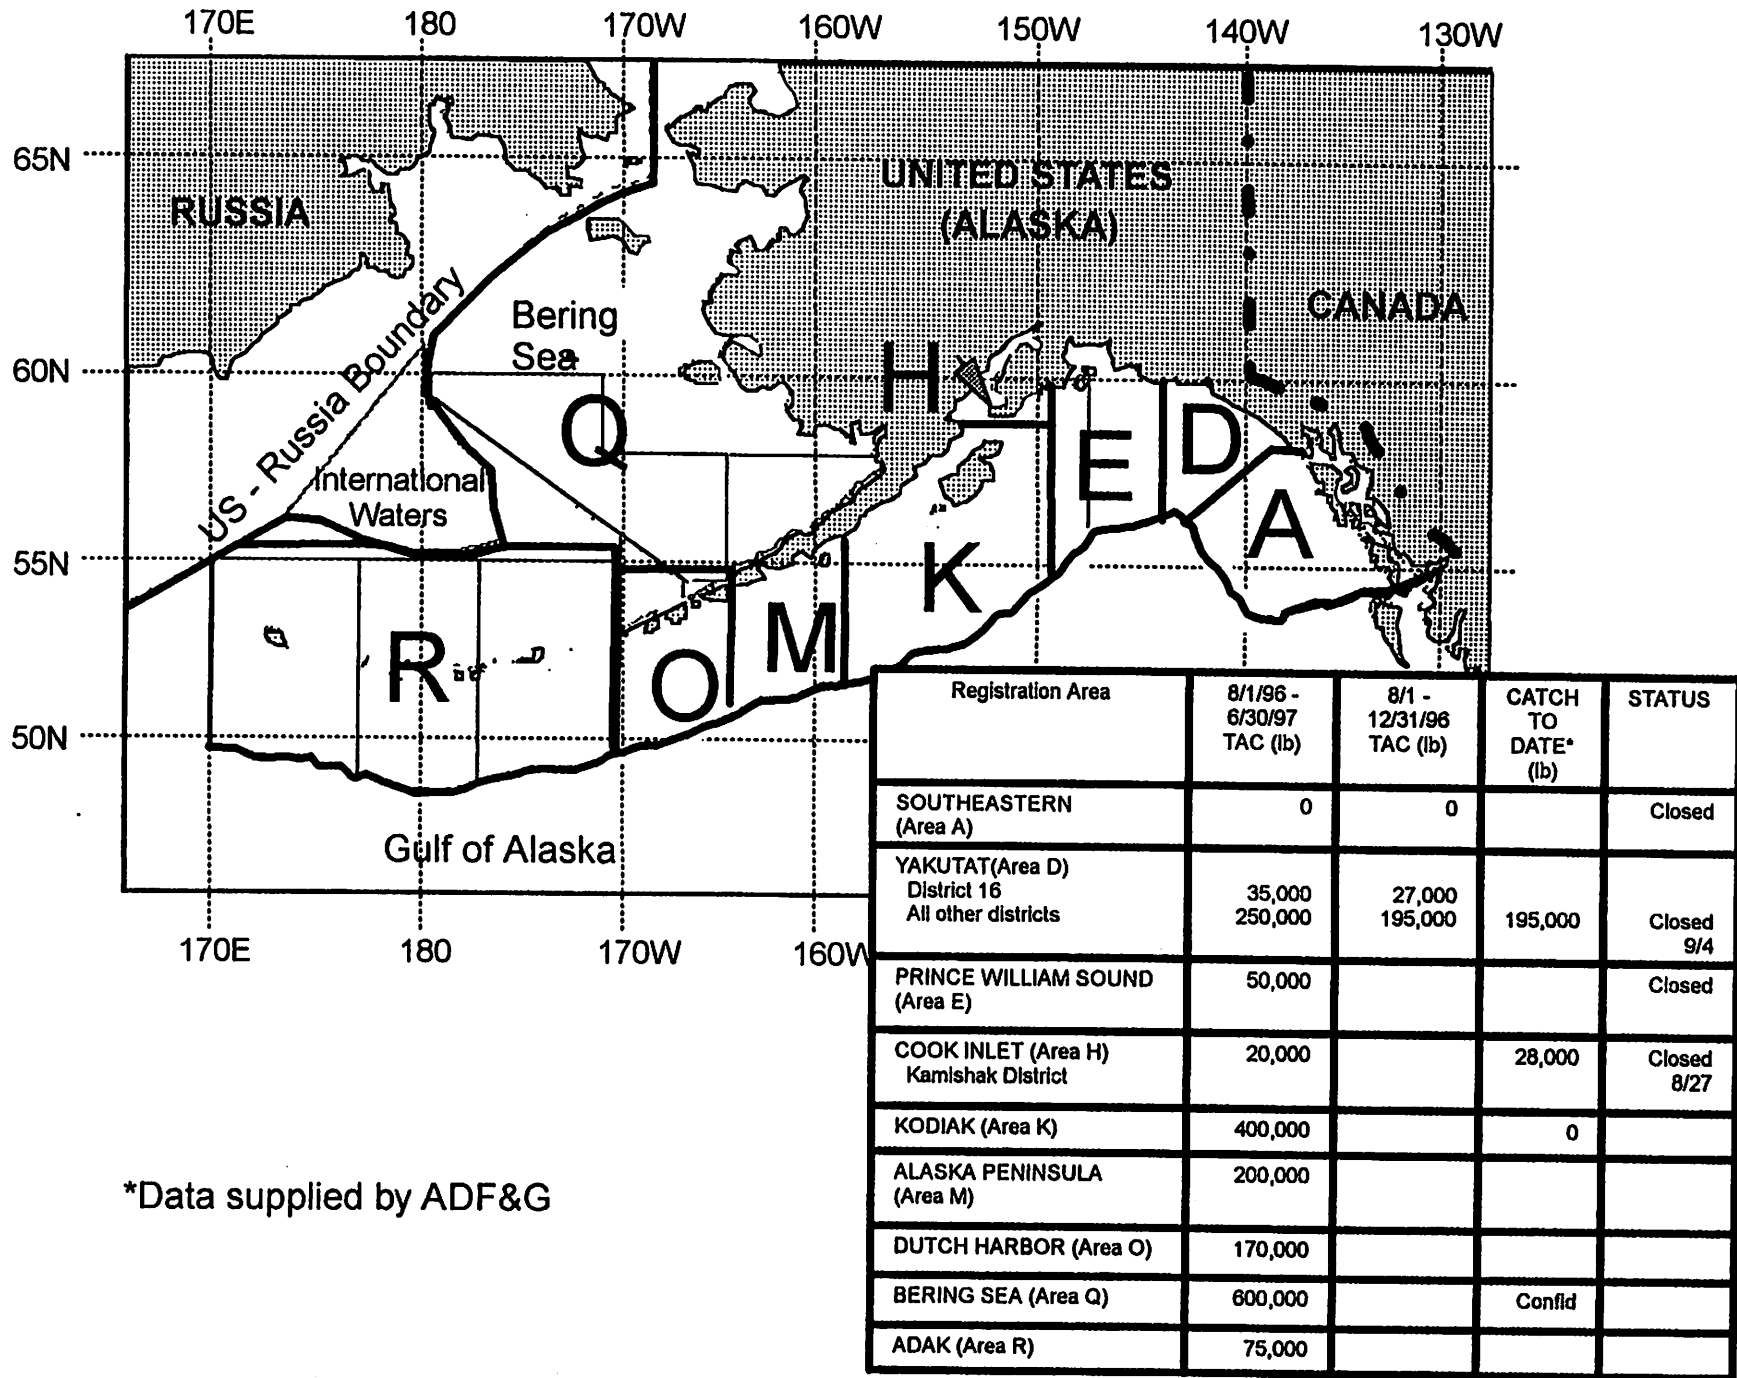 170E 180 170W 160W 150W 140W 130W
65N
UNITED STATES
(ALASKA)
RUSSIA
CANADA
US - Russia Boundary
Bering
Sea
60N
H
Q
E
D
International
Waters
A
K
55N
R
O
M
50N
Gulf of Alaska
170E 180 170W 160W
Registration Area
8/1/96 -
6/30/97
TAC (lb)
8/1 -
12/31/96
TAC (lb)
CATCH
TO
DATE*
(lb)
STATUS
SOUTHEASTERN 0 0 Closed
(Area A)
YAKUTAT(Area D)
District 16 35,000 27,000
All other districts 250,000 195,000 195,000 Closed
9/4
PRINCE WILLIAM SOUND 50,000 Closed
(Area E)
COOK INLET (Area H) 20,000 28,000 Closed
Kamishak District 8/27
KODIAK (Area K) 400,000 0
ALASKA PENINSULA 200,000
(Area M)
DUTCH HARBOR (Area O) 170,000
BERING SEA (Area Q) 600,000 Confid
ADAK (Area R) 75,000
*Data supplied by ADF&G